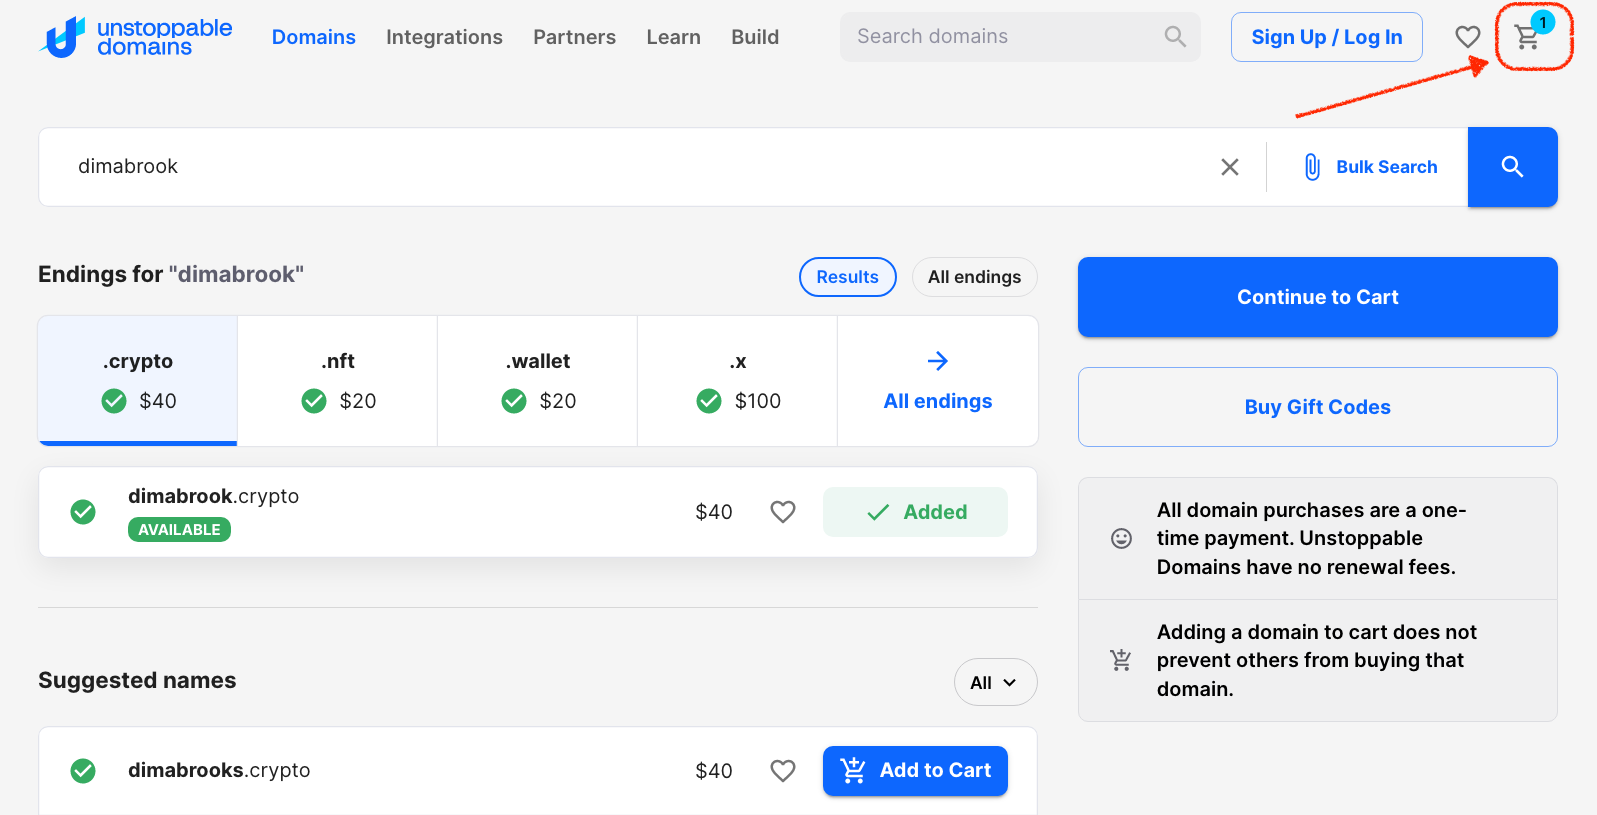 unstoppable
domains
Domains
Integrations
Partners
Learn
Build
Search domains
Sign Up / Log In
1
dimabrook
Bulk Search
Endings for "dimabrook"
Results
All endings
.crypto
$40
.nft
$20
.wallet
$20
.x
$100
All endings
dimabrook.crypto
AVAILABLE
$40
Added
Suggested names
All
dimabrooks.crypto
$40
Add to Cart
Continue to Cart
Buy Gift Codes
All domain purchases are a one-
time payment. Unstoppable
Domains have no renewal fees.
Adding a domain to cart does not
prevent others from buying that
domain.